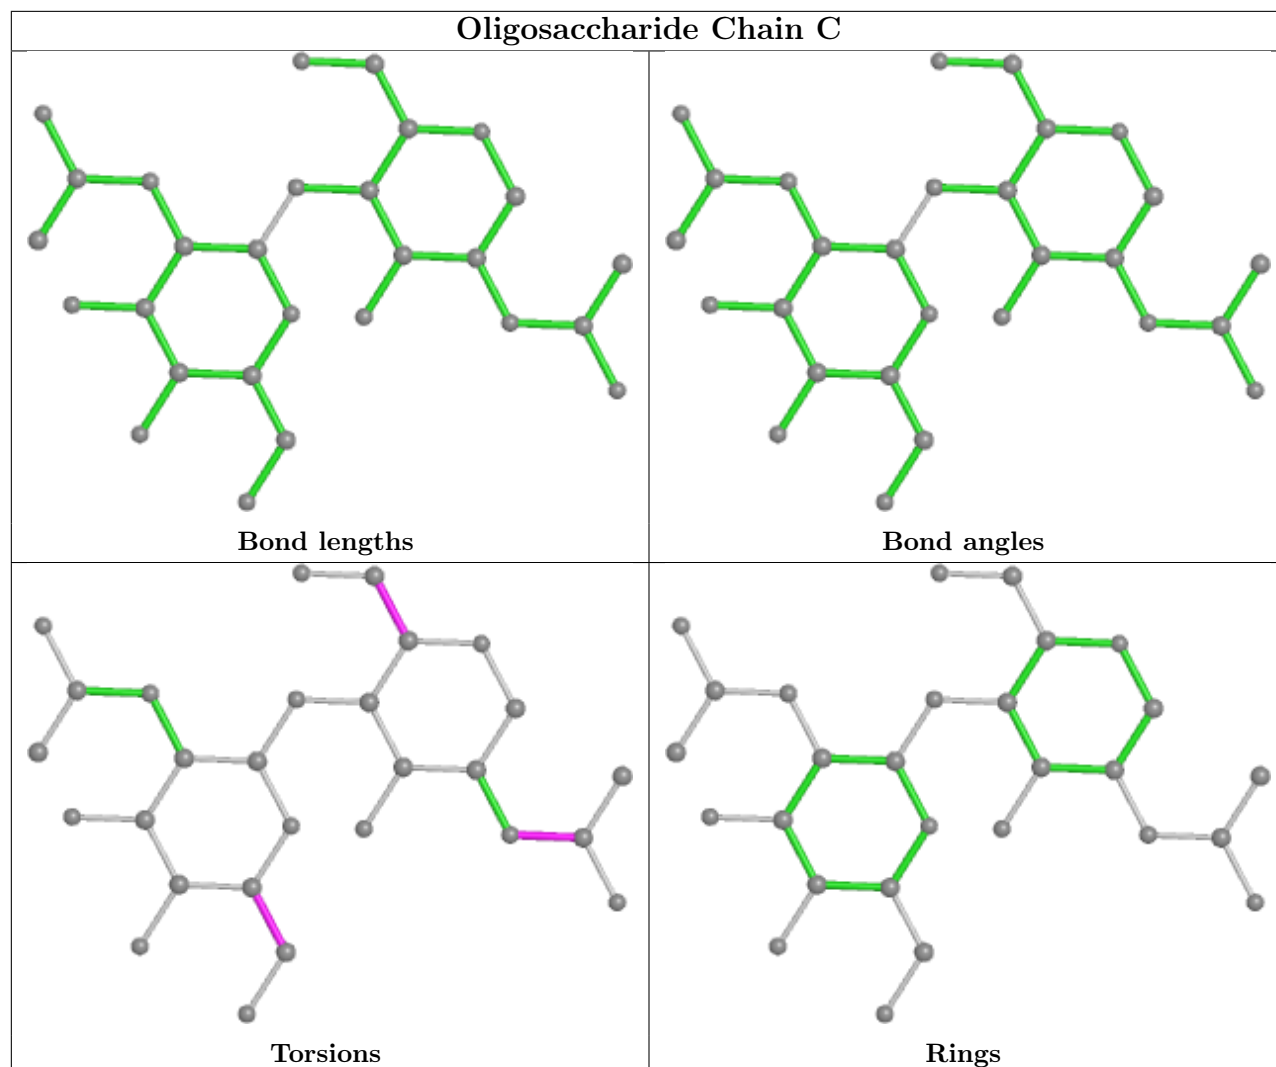 Oligosaccharide Chain C
Bond lengths
Bond angles
Torsions
Rings